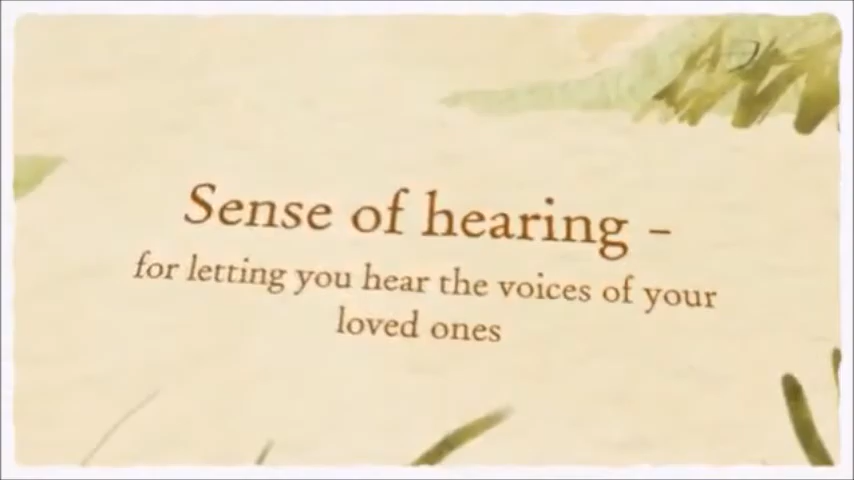 Sense of hearing -
for letting you hear the voices of your
loved ones